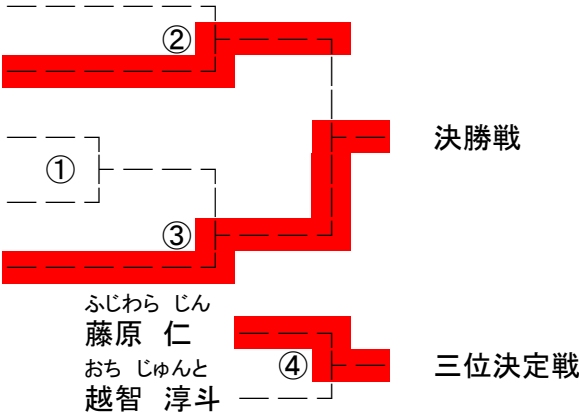 ②
決勝戦
①
③
ふじわら じん
藤原 仁
おち じゅんと
④
三位決定戦
越智 淳斗